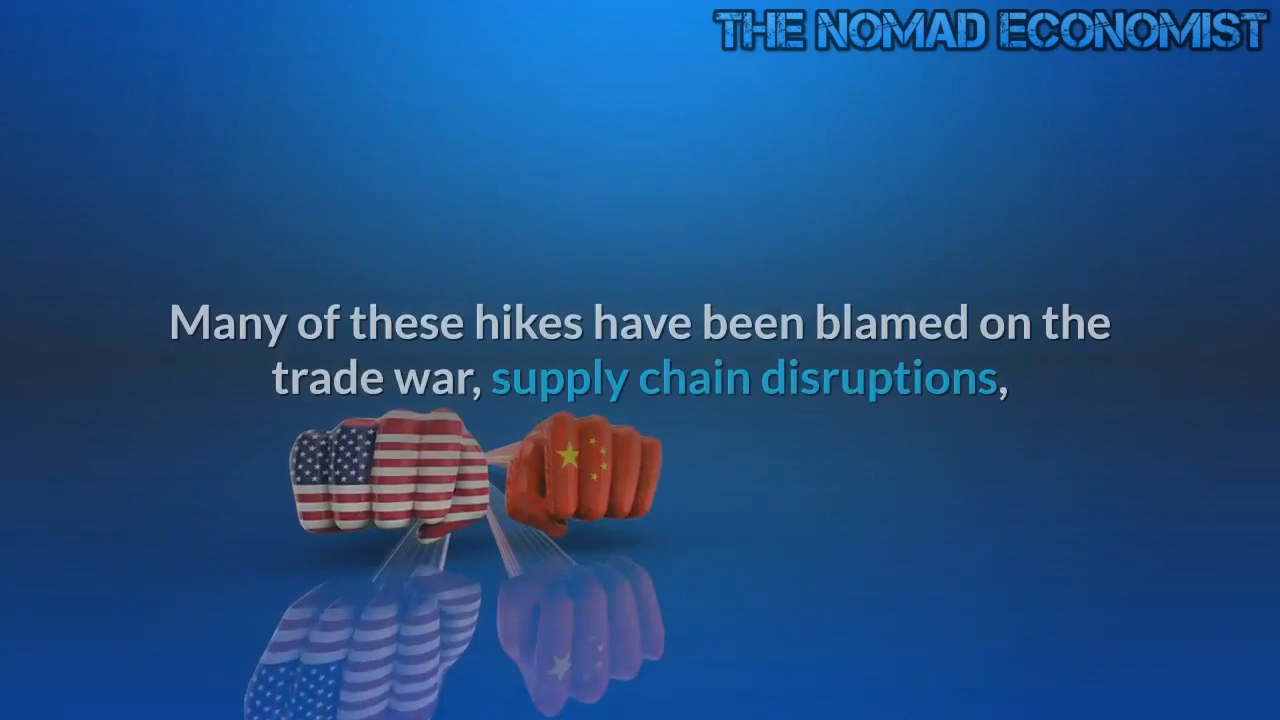 THE NOMAD ECONOMIST
Many of these hikes have been blamed on the
trade war, supply chain disruptions,